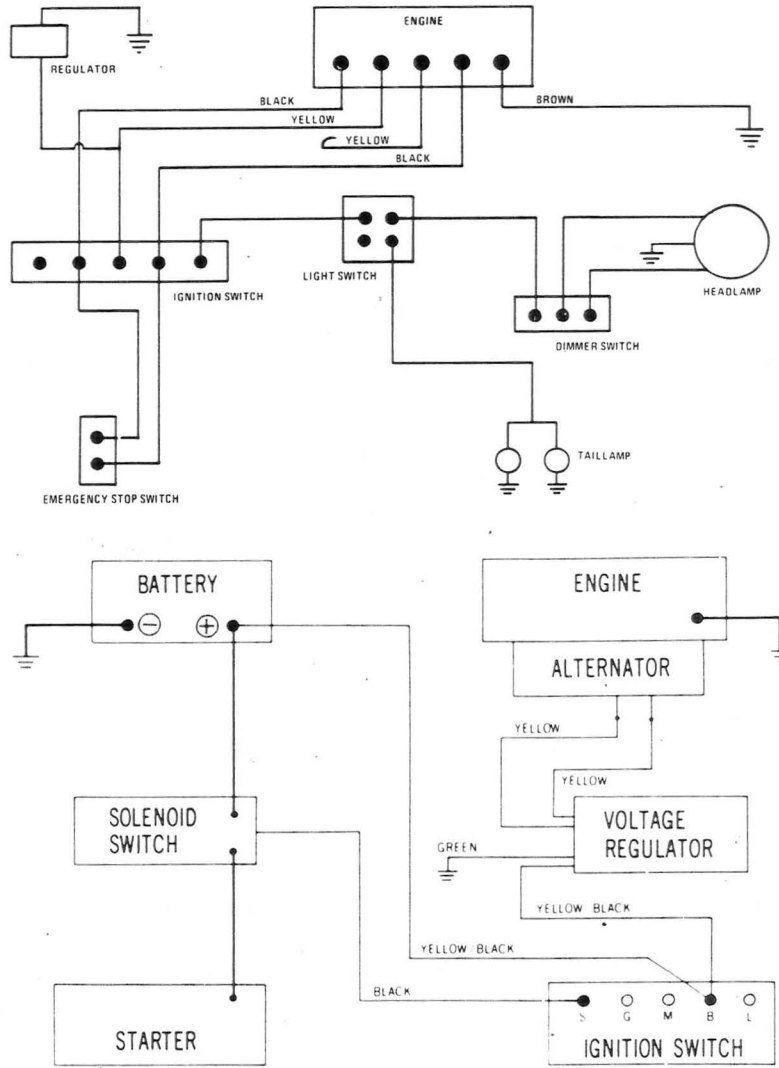 ENGINE
REGULATOR
BLACK
BROWN
YELLOW
YELLOW
BLACK
LIGHT SWITCH
IGNITION SWITCH
HEADLAMP
DIMMER SWITCH
TAILLAMP
EMERGENCY STOP SWITCH
BATTERY
− +
ENGINE
ALTERNATOR
YELLOW
YELLOW
SOLENOID
SWITCH
VOLTAGE
REGULATOR
GREEN
YELLOW BLACK
YELLOW/BLACK
BLACK
S G M B L
STARTER
IGNITION SWITCH